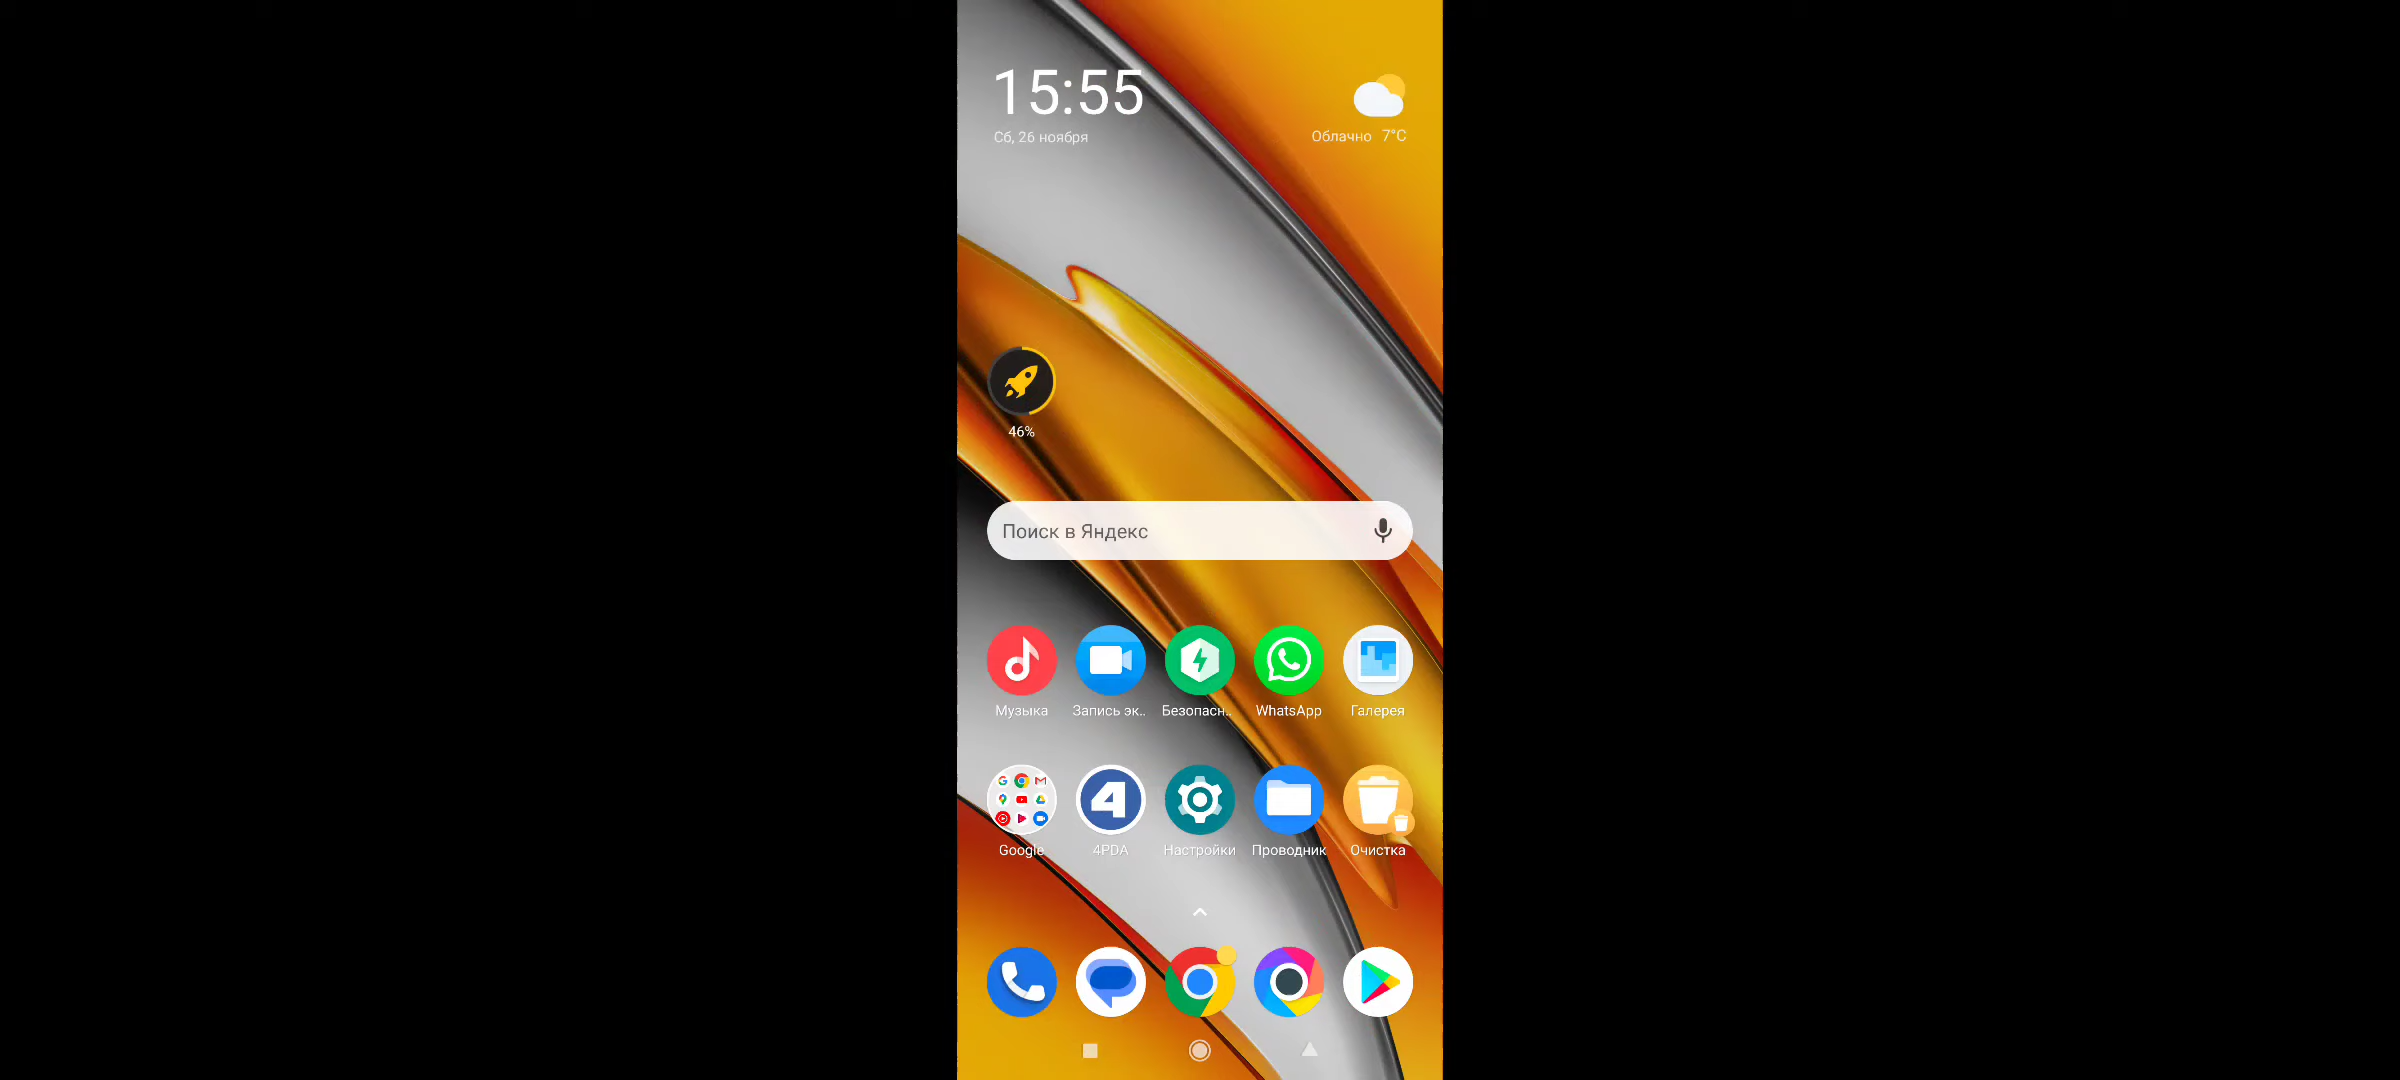 15:55
Сб, 26 ноября
Облачно 7°C
46%
Поиск в Яндекс
Музыка
Запись эк..
Безопасн..
WhatsApp
Галерея
Google
4PDA
Настройки
Проводник
Очистка